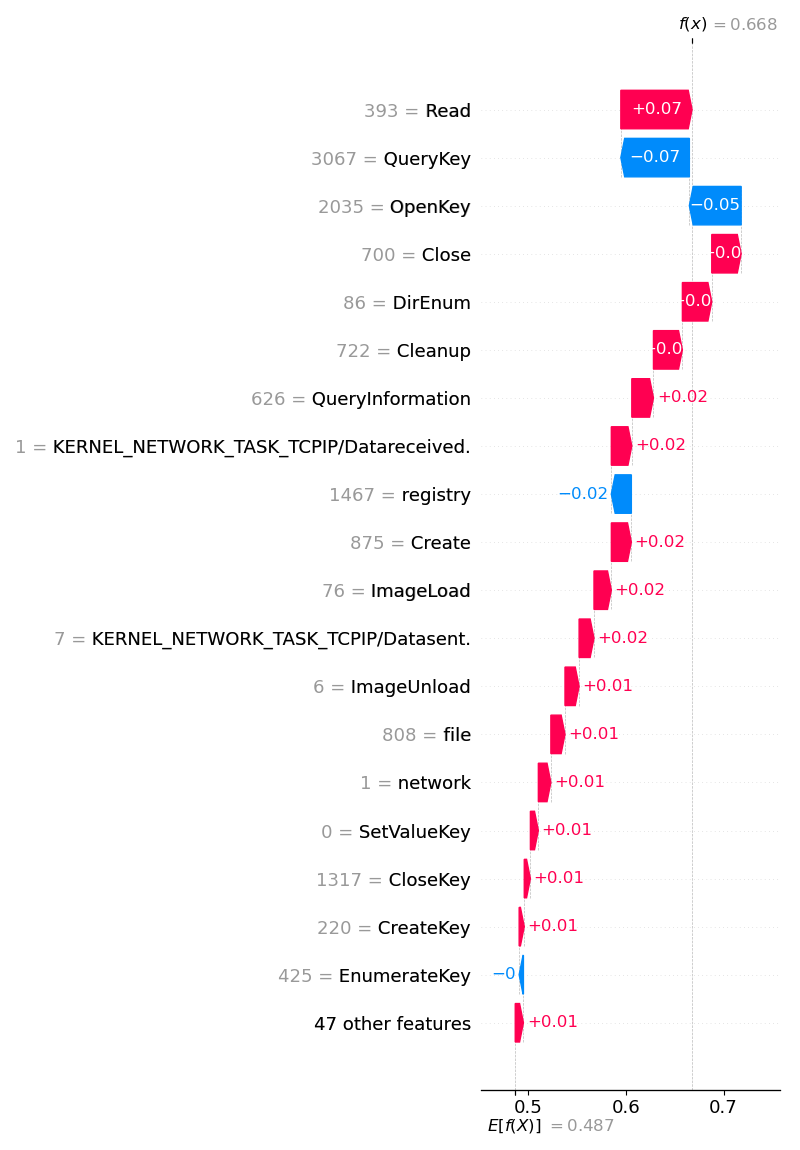 f(x) = 0.668
393 = Read +0.07
3067 = QueryKey −0.07
2035 = OpenKey −0.05
700 = Close
86 = DirEnum
722 = Cleanup
626 = QueryInformation +0.02
1 = KERNEL_NETWORK_TASK_TCPIP/Datareceived. +0.02
1467 = registry −0.02
875 = Create +0.02
76 = ImageLoad +0.02
7 = KERNEL_NETWORK_TASK_TCPIP/Datasent. +0.02
6 = ImageUnload +0.01
808 = file +0.01
1 = network +0.01
0 = SetValueKey +0.01
1317 = CloseKey +0.01
220 = CreateKey +0.01
425 = EnumerateKey −0
47 other features +0.01
0.5 0.6 0.7
E[f(X)] = 0.487